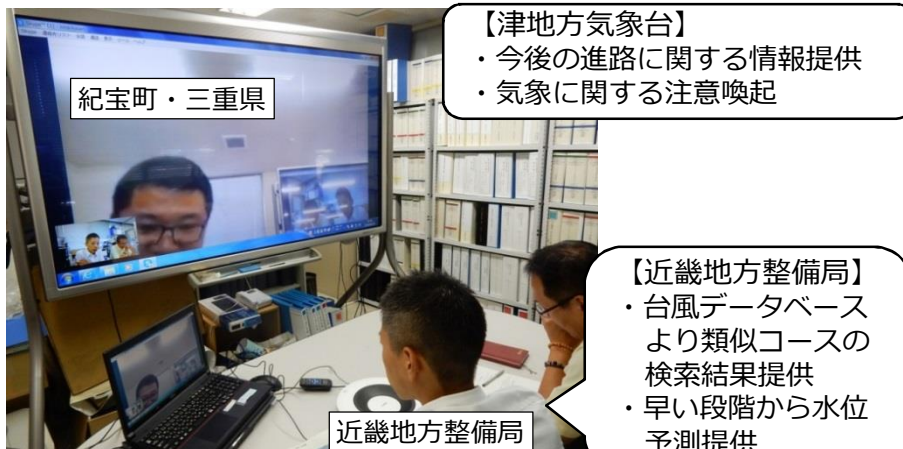 【津地方気象台】
・今後の進路に関する情報提供
・気象に関する注意喚起
紀宝町・三重県
【近畿地方整備局】
・台風データベース
より類似コースの
検索結果提供
・早い段階から水位
予測提供
近畿地方整備局